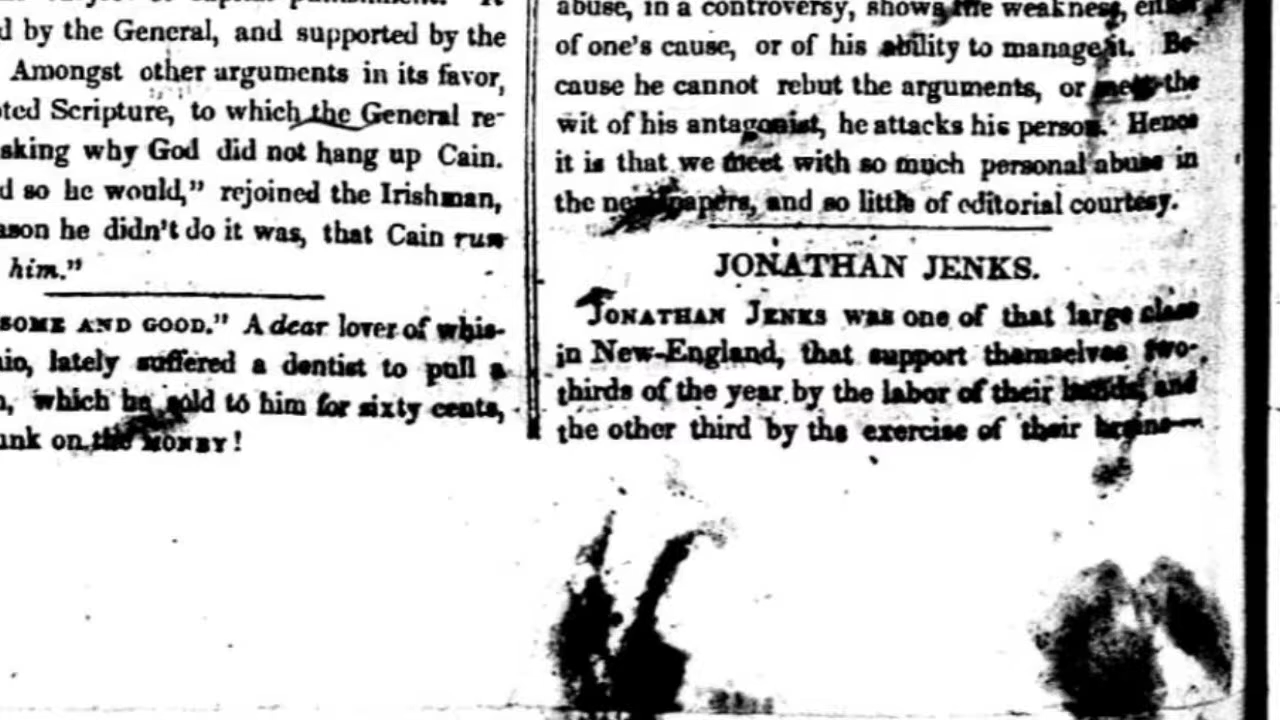 d by the General, and supported by the
Amongst other arguments in its favor,
oted Scripture, to which the General re-
sking why God did not hang up Cain.
d so he would," rejoined the Irishman,
ason he didn't do it was, that Cain run
him."
SOME AND GOOD." A dear lover of whis-
io, lately suffered a dentist to pull a
, which he sold to him for sixty cents,
unk on the MONEY!
abuse, in a controversy, shows the weakness,
of one's cause, or of his ability to manage it. Be-
cause he cannot rebut the arguments, or meet the
wit of his antagonist, he attacks his person. Hence
it is that we meet with so much personal abuse in
the newspapers, and so little of editorial courtesy.
JONATHAN JENKS.
JONATHAN JENKS was one of that large class
in New-England, that support themselves two-
thirds of the year by the labor of their hands, and
the other third by the exercise of their brains—